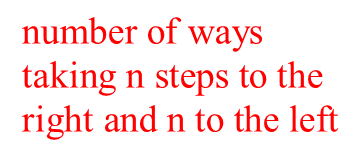 number of ways
taking n steps to the
right and n to the left